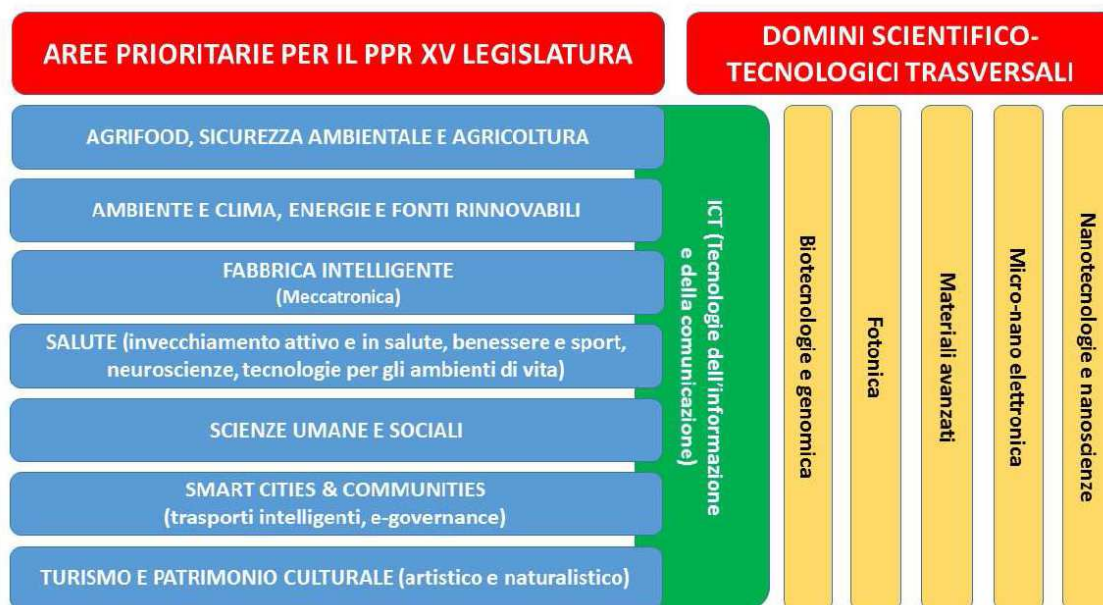 AREE PRIORITARIE PER IL PPR XV LEGISLATURA
DOMINI SCIENTIFICO-
TECNOLOGICI TRASVERSALI
AGRIFOOD, SICUREZZA AMBIENTALE E AGRICOLTURA
AMBIENTE E CLIMA, ENERGIE E FONTI RINNOVABILI
FABBRICA INTELLIGENTE
(Meccatronica)
SALUTE (invecchiamento attivo e in salute, benessere e sport,
neuroscienze, tecnologie per gli ambienti di vita)
SCIENZE UMANE E SOCIALI
SMART CITIES & COMMUNITIES
(trasporti intelligenti, e-governance)
TURISMO E PATRIMONIO CULTURALE (artistico e naturalistico)
ICT (Tecnologie dell'informazione
e della comunicazione)
Biotecnologie e genomica
Fotonica
Materiali avanzati
Micro-nano elettronica
Nanotecnologie e nanoscienze